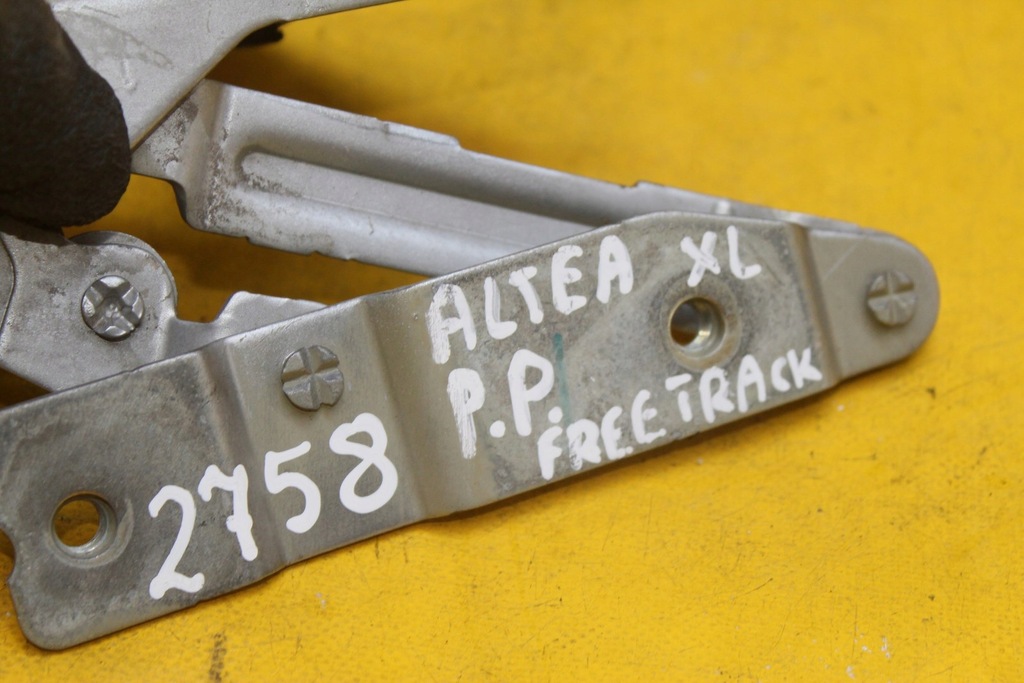 ALTEA XL
P.P. FREETRACK
2758